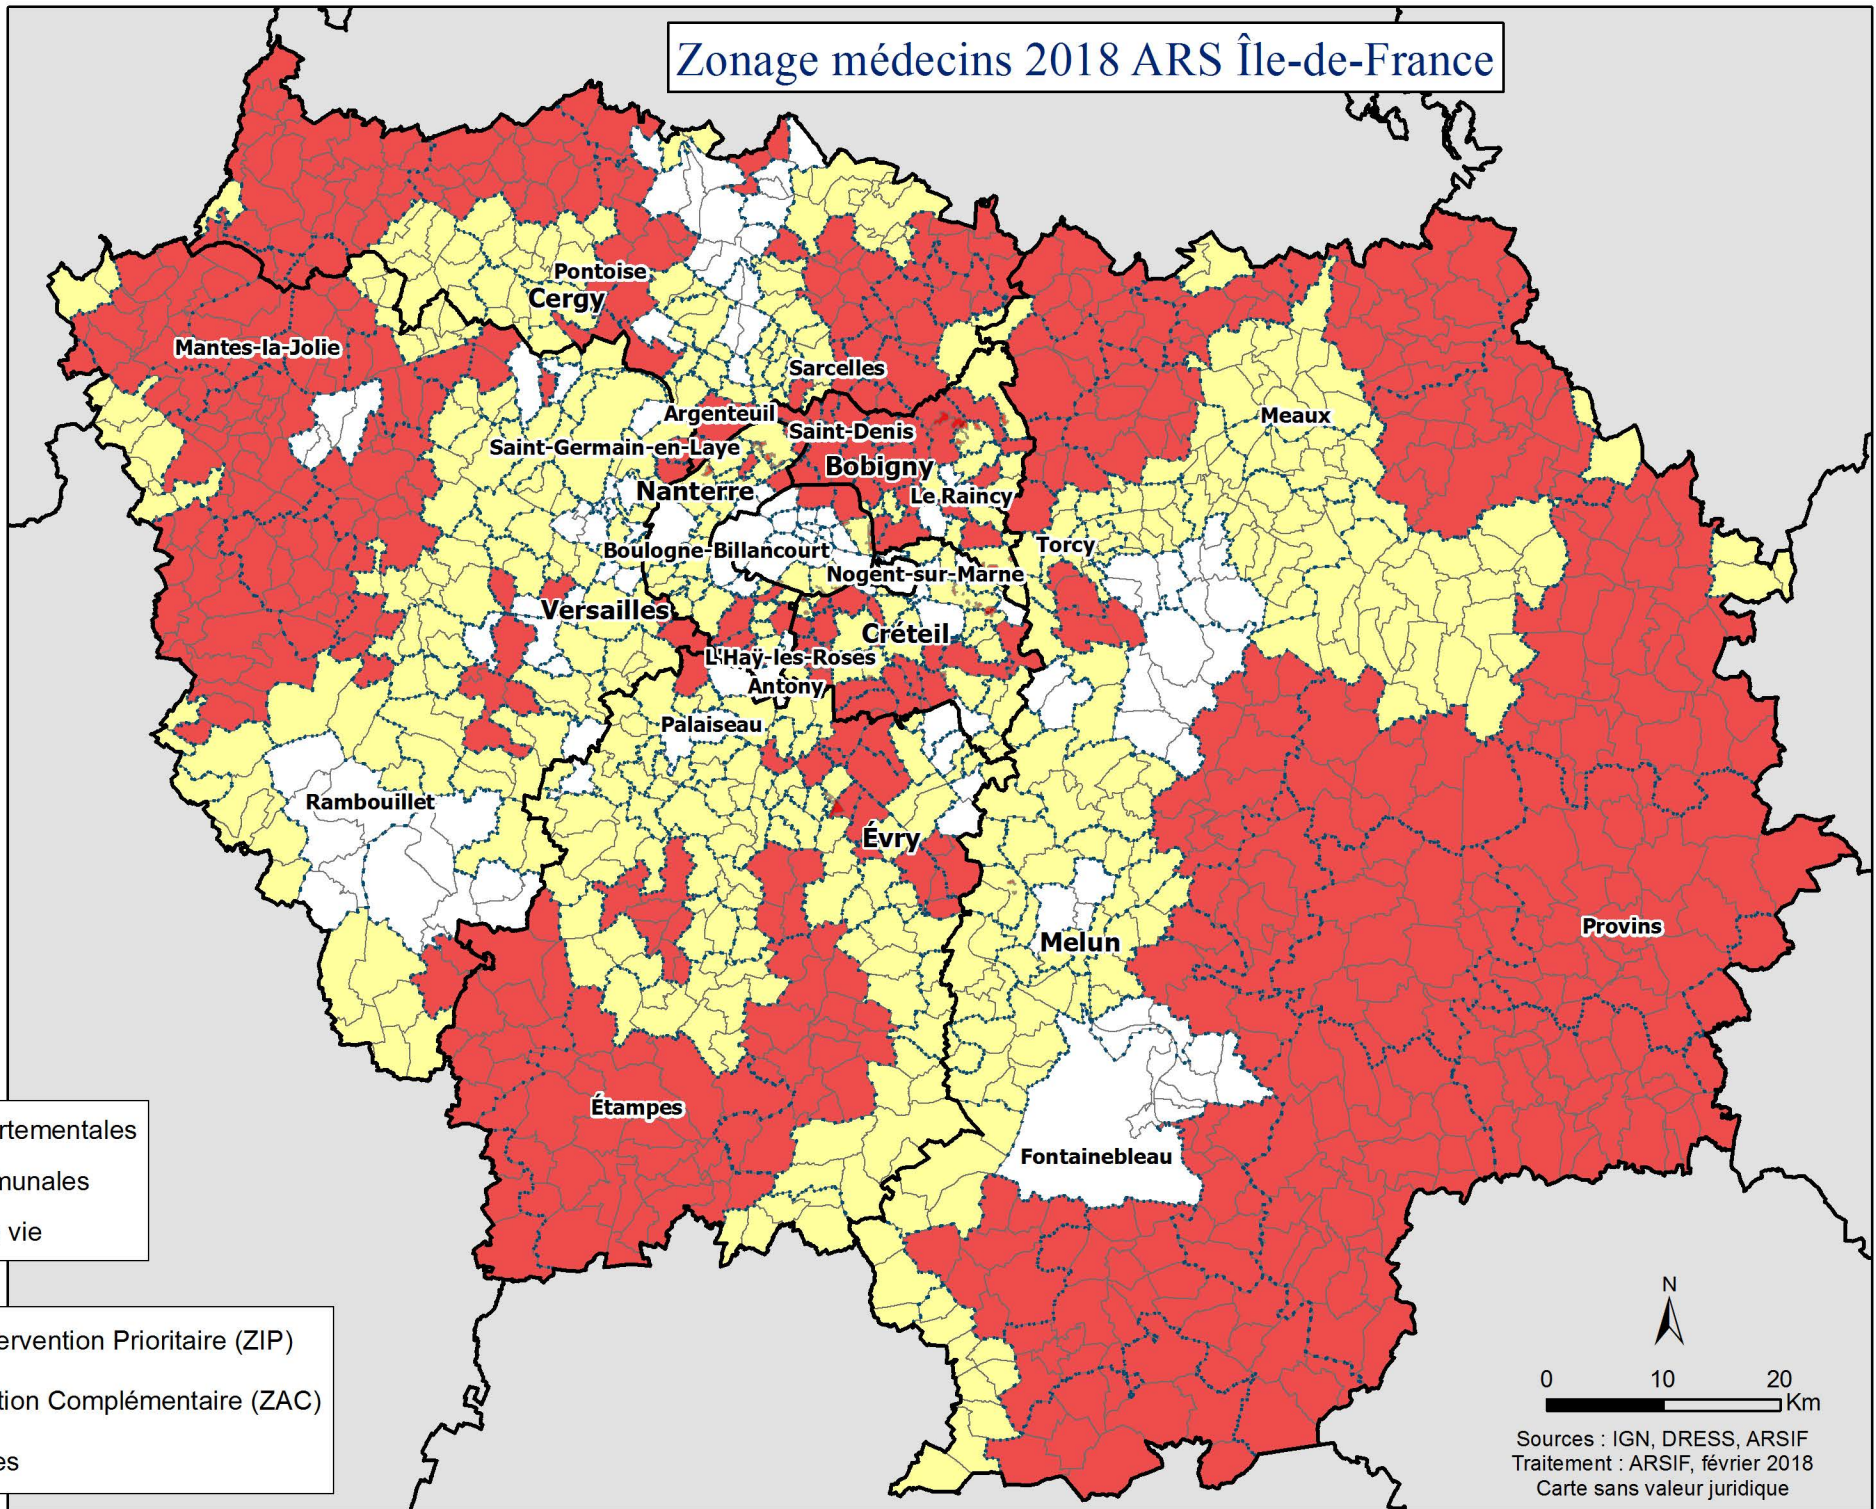 Zonage médecins 2018 ARS Île-de-France
Pontoise
Cergy
Mantes-la-Jolie
Sarcelles
Argenteuil
Meaux
Saint-Denis
Saint-Germain-en-Laye
Bobigny
Nanterre
Le Raincy
Torcy
Boulogne-Billancourt
Nogent-sur-Marne
Versailles
Créteil
L'Haÿ-les-Roses
Antony
Palaiseau
Rambouillet
Évry
Provins
Melun
Étampes
Fontainebleau
rtementales
munales
vie
ervention Prioritaire (ZIP)
tion Complémentaire (ZAC)
es
N
0 10 20
Km
Sources : IGN, DRESS, ARSIF
Traitement : ARSIF, février 2018
Carte sans valeur juridique